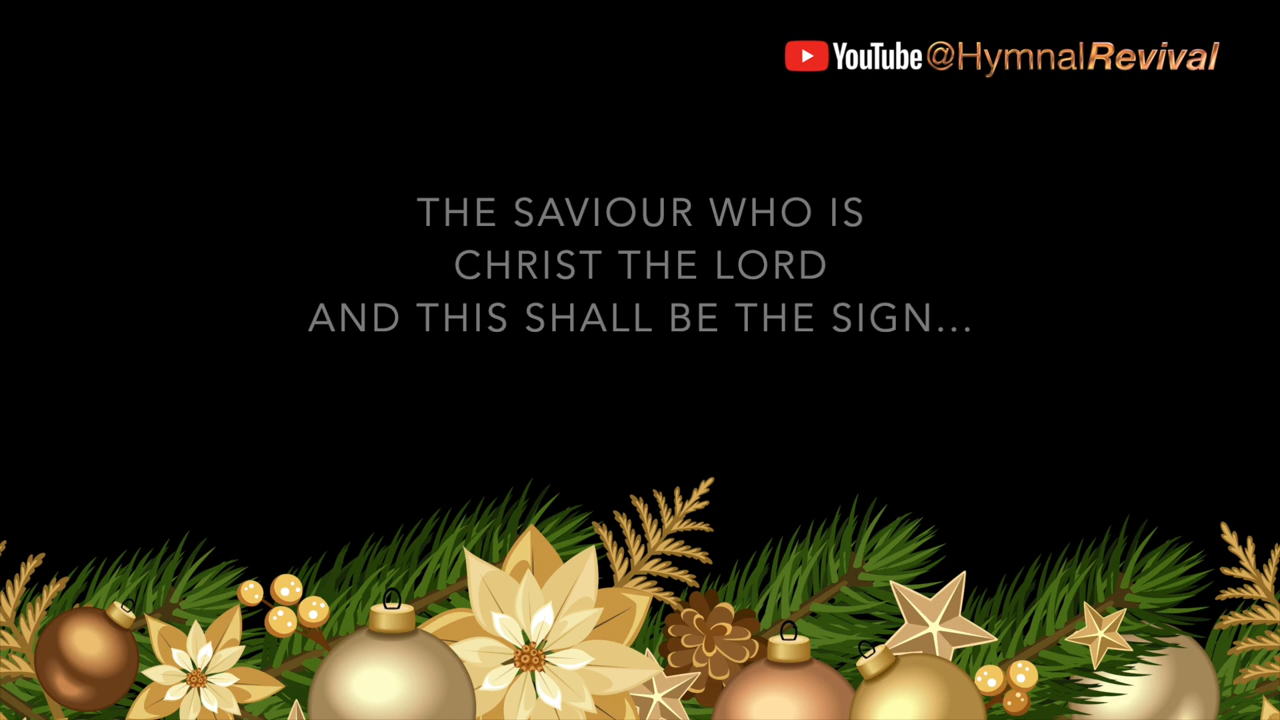 YouTube @HymnalRevival
THE SAVIOUR WHO IS
CHRIST THE LORD
AND THIS SHALL BE THE SIGN...